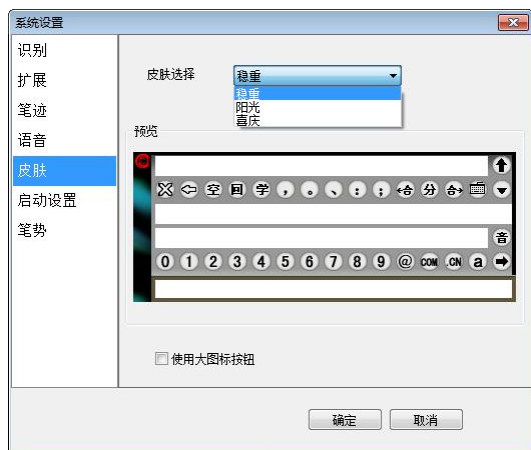 系统设置
识别
扩展
笔迹
语音
皮肤
启动设置
笔势
皮肤选择 稳重
稳重
阳光
喜庆
预览
空 回 学 , 。 、 : ; 合 分 合
音
0 1 2 3 4 5 6 7 8 9 @ COM .CN a
使用大图标按钮
确定 取消